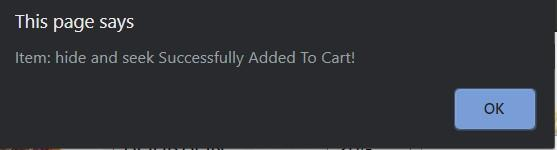 This page says
Item: hide and seek Successfully Added To Cart!
OK